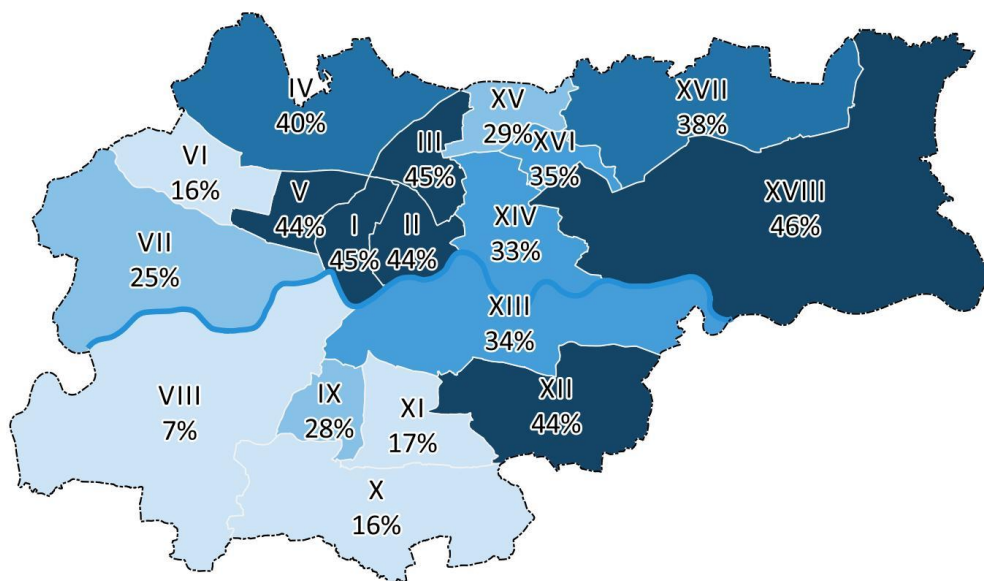 IV
40%
XV
29%
XVII
38%
III
45%
XVI
35%
VI
16%
V
44%
I
45%
II
44%
XIV
33%
XVIII
46%
VII
25%
XIII
34%
VIII
7%
IX
28%
XI
17%
XII
44%
X
16%